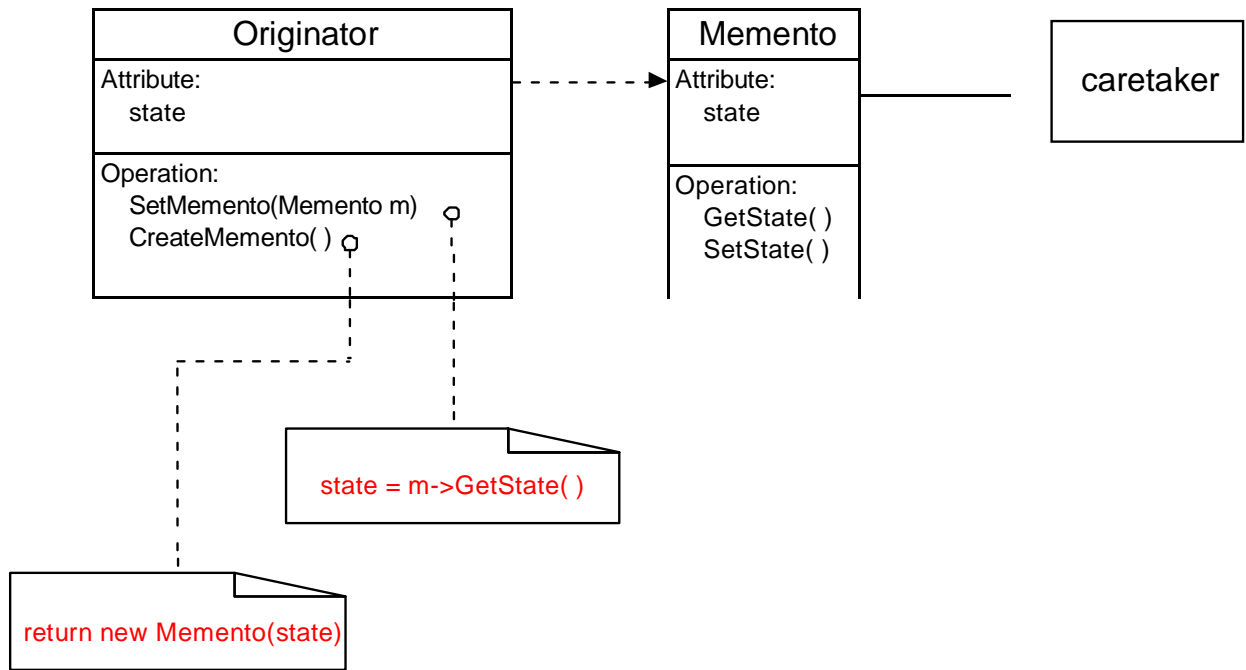 Originator
Attribute:
state
Operation:
SetMemento(Memento m)
CreateMemento( )
Memento
Attribute:
state
Operation:
GetState( )
SetState( )
caretaker
state = m->GetState( )
return new Memento(state)